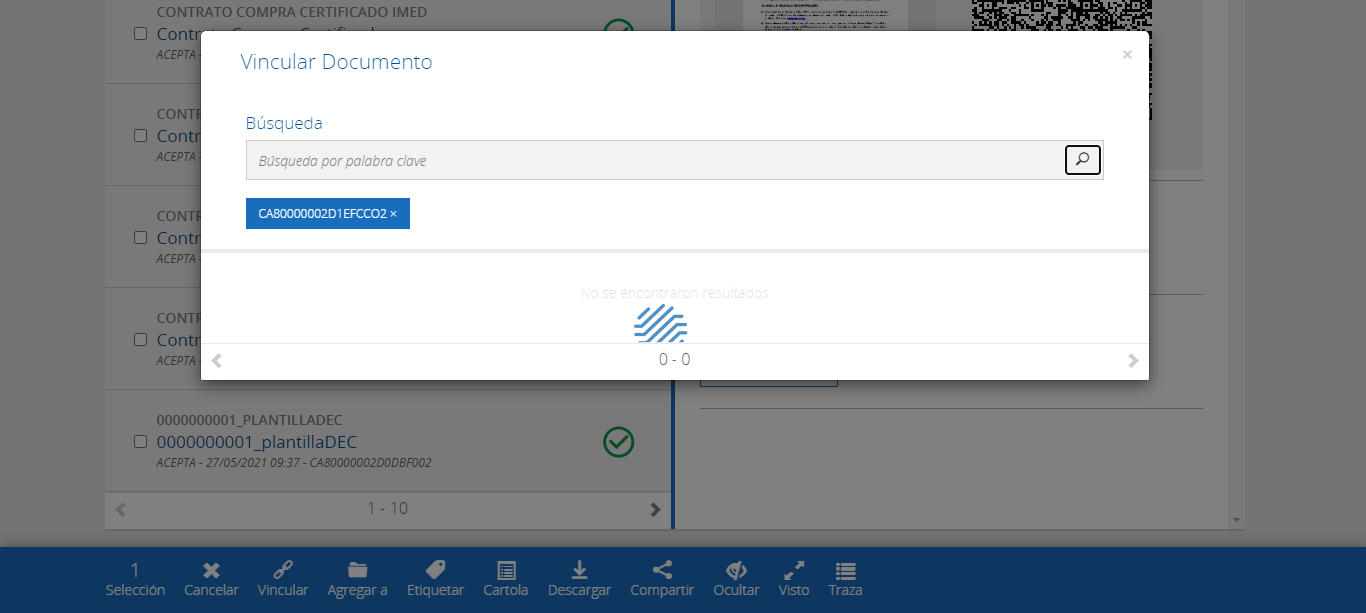 CONTRATO COMPRA CERTIFICADO IMED
ACEPTA -
Vincular Documento
×
Búsqueda
Búsqueda por palabra clave
CA80000002D1EFCCO2 ×
No se encontraron resultados
0 - 0
CONTR
Contr
ACEPTA -
CONTR
Contr
ACEPTA -
CONTR
Contr
ACEPTA -
0000000001_PLANTILLADEC
0000000001_plantillaDEC
ACEPTA - 27/05/2021 09:37 - CA80000002D0DBF002
1 - 10
1
Selección Cancelar Vincular Agregar a Etiquetar Cartola Descargar Compartir Ocultar Visto Traza